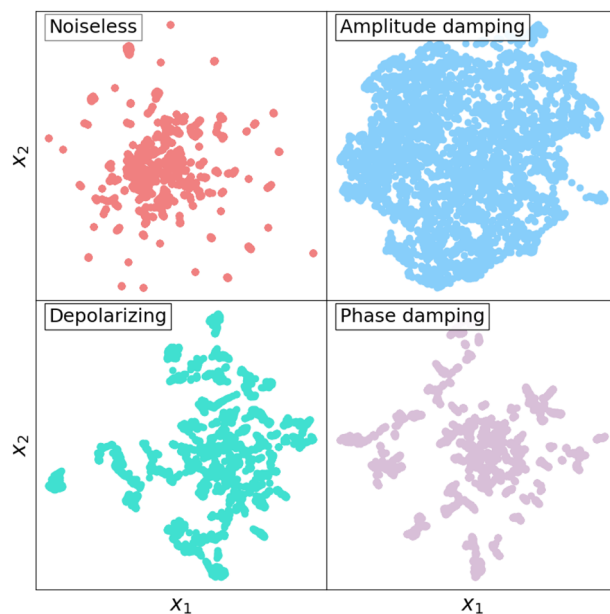 Noiseless
Amplitude damping
x₂
Depolarizing
Phase damping
x₂
x₁
x₁